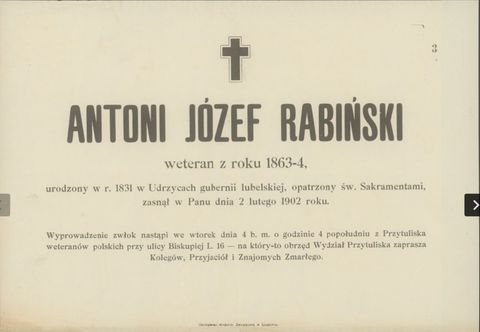 3
ANTONI JÓZEF RABIŃSKI
weteran z roku 1863-4,
urodzony w r. 1831 w Udrzycach gubernii lubelskiej, opatrzony św. Sakramentami,
zasnął w Panu dnia 2 lutego 1902 roku.
Wyprowadzenie zwłok nastąpi we wtorek dnia 4 b. m. o godzinie 4 popołudniu z Przytuliska
weteranów polskich przy ulicy Biskupiej L. 16 — na który-to obrzęd Wydział Przytuliska zaprasza
Kolegów, Przyjaciół i Znajomych Zmarłego.